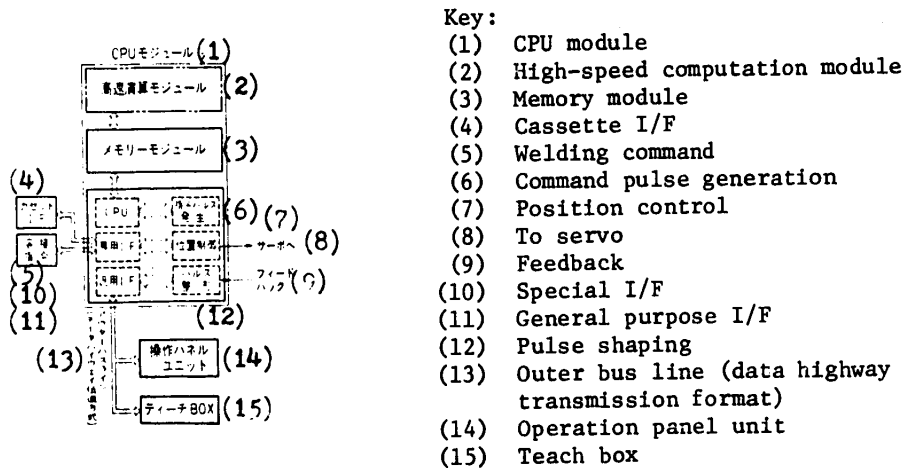 CPUモジュール(1)
高速演算モジュール(2)
メモリーモジュール(3)
(4)
CPU
発生
(6)
(7)
位置制御
サーボへ
(8)
(5)
(10)
(11)
フィード
バック
(9)
(12)
(13)
操作パネル
ユニット
(14)
ティーチBOX
(15)
Key:
(1) CPU module
(2) High-speed computation module
(3) Memory module
(4) Cassette I/F
(5) Welding command
(6) Command pulse generation
(7) Position control
(8) To servo
(9) Feedback
(10) Special I/F
(11) General purpose I/F
(12) Pulse shaping
(13) Outer bus line (data highway
transmission format)
(14) Operation panel unit
(15) Teach box